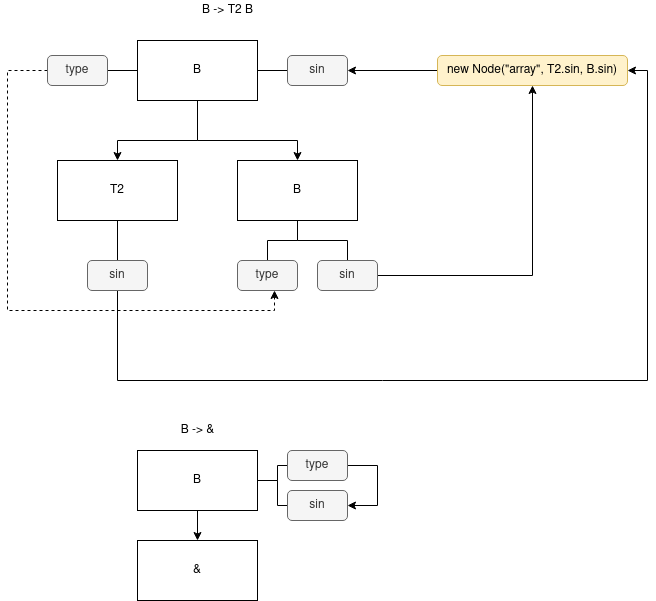 B -> T2 B
type
B
sin
new Node("array", T2.sin, B.sin)
T2
B
sin
type
sin
B -> &
B
type
sin
&